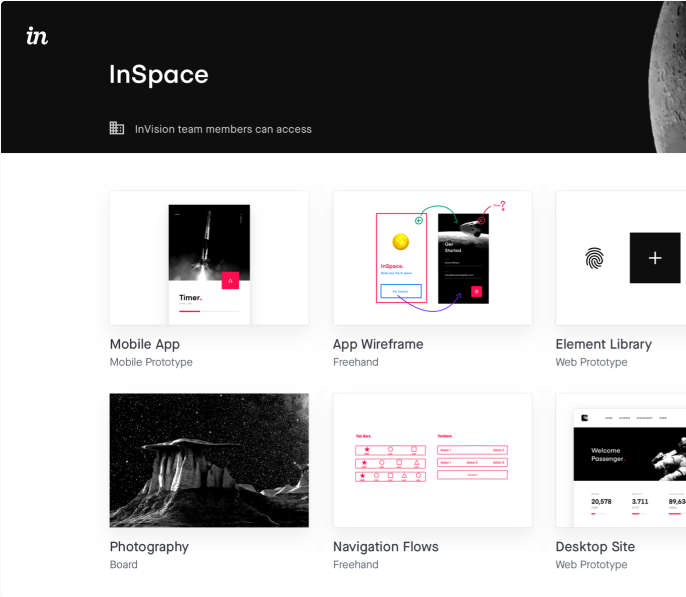 in
InSpace
InVision team members can access
Timer.
InSpace.
Get
Started.
?
Mobile App
Mobile Prototype
App Wireframe
Freehand
Element Library
Web Prototype
Tab Bars
Toolbars
Welcome
Passenger.
20,578
3.711
89,63
Photography
Board
Navigation Flows
Freehand
Desktop Site
Web Prototype